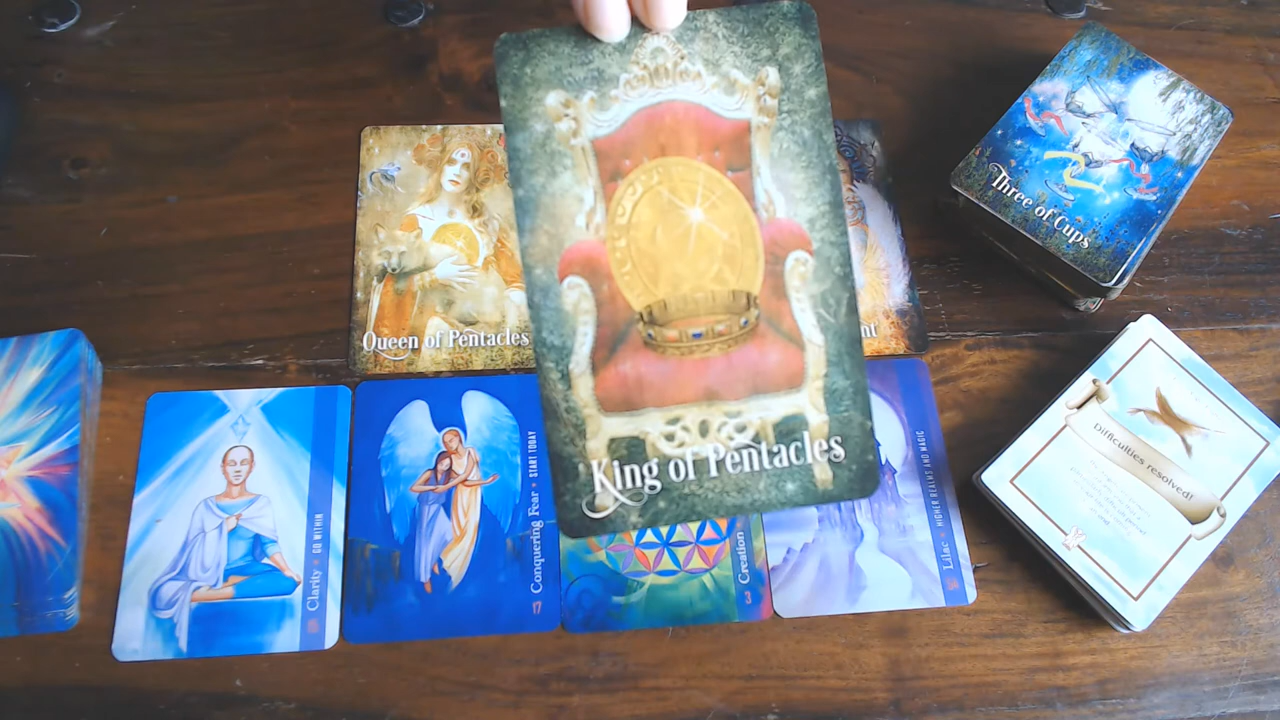 Three of Cups
Queen of Pentacles
King of Pentacles
nt
Difficulties resolved!
Clarity • GO WITHIN
17 Conquering Fear • START TODAY
3 Creation
Lilac • HIGHER REALMS AND MAGIC